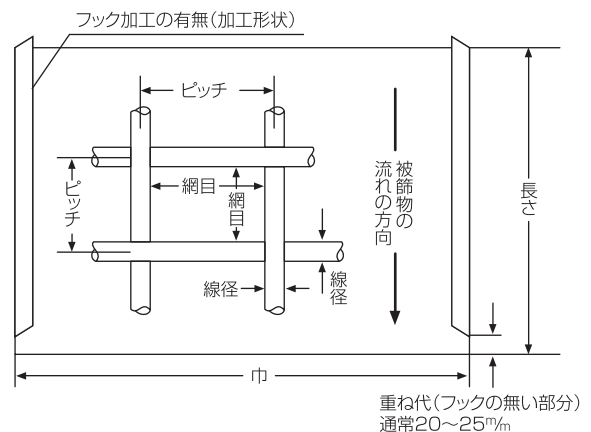 フック加工の有無(加工形状)
ピッチ
ピッチ
網目
網目
線径
線径
被篩物の
流れの方向
長さ
巾
重ね代(フックの無い部分)
通常20〜25m/m